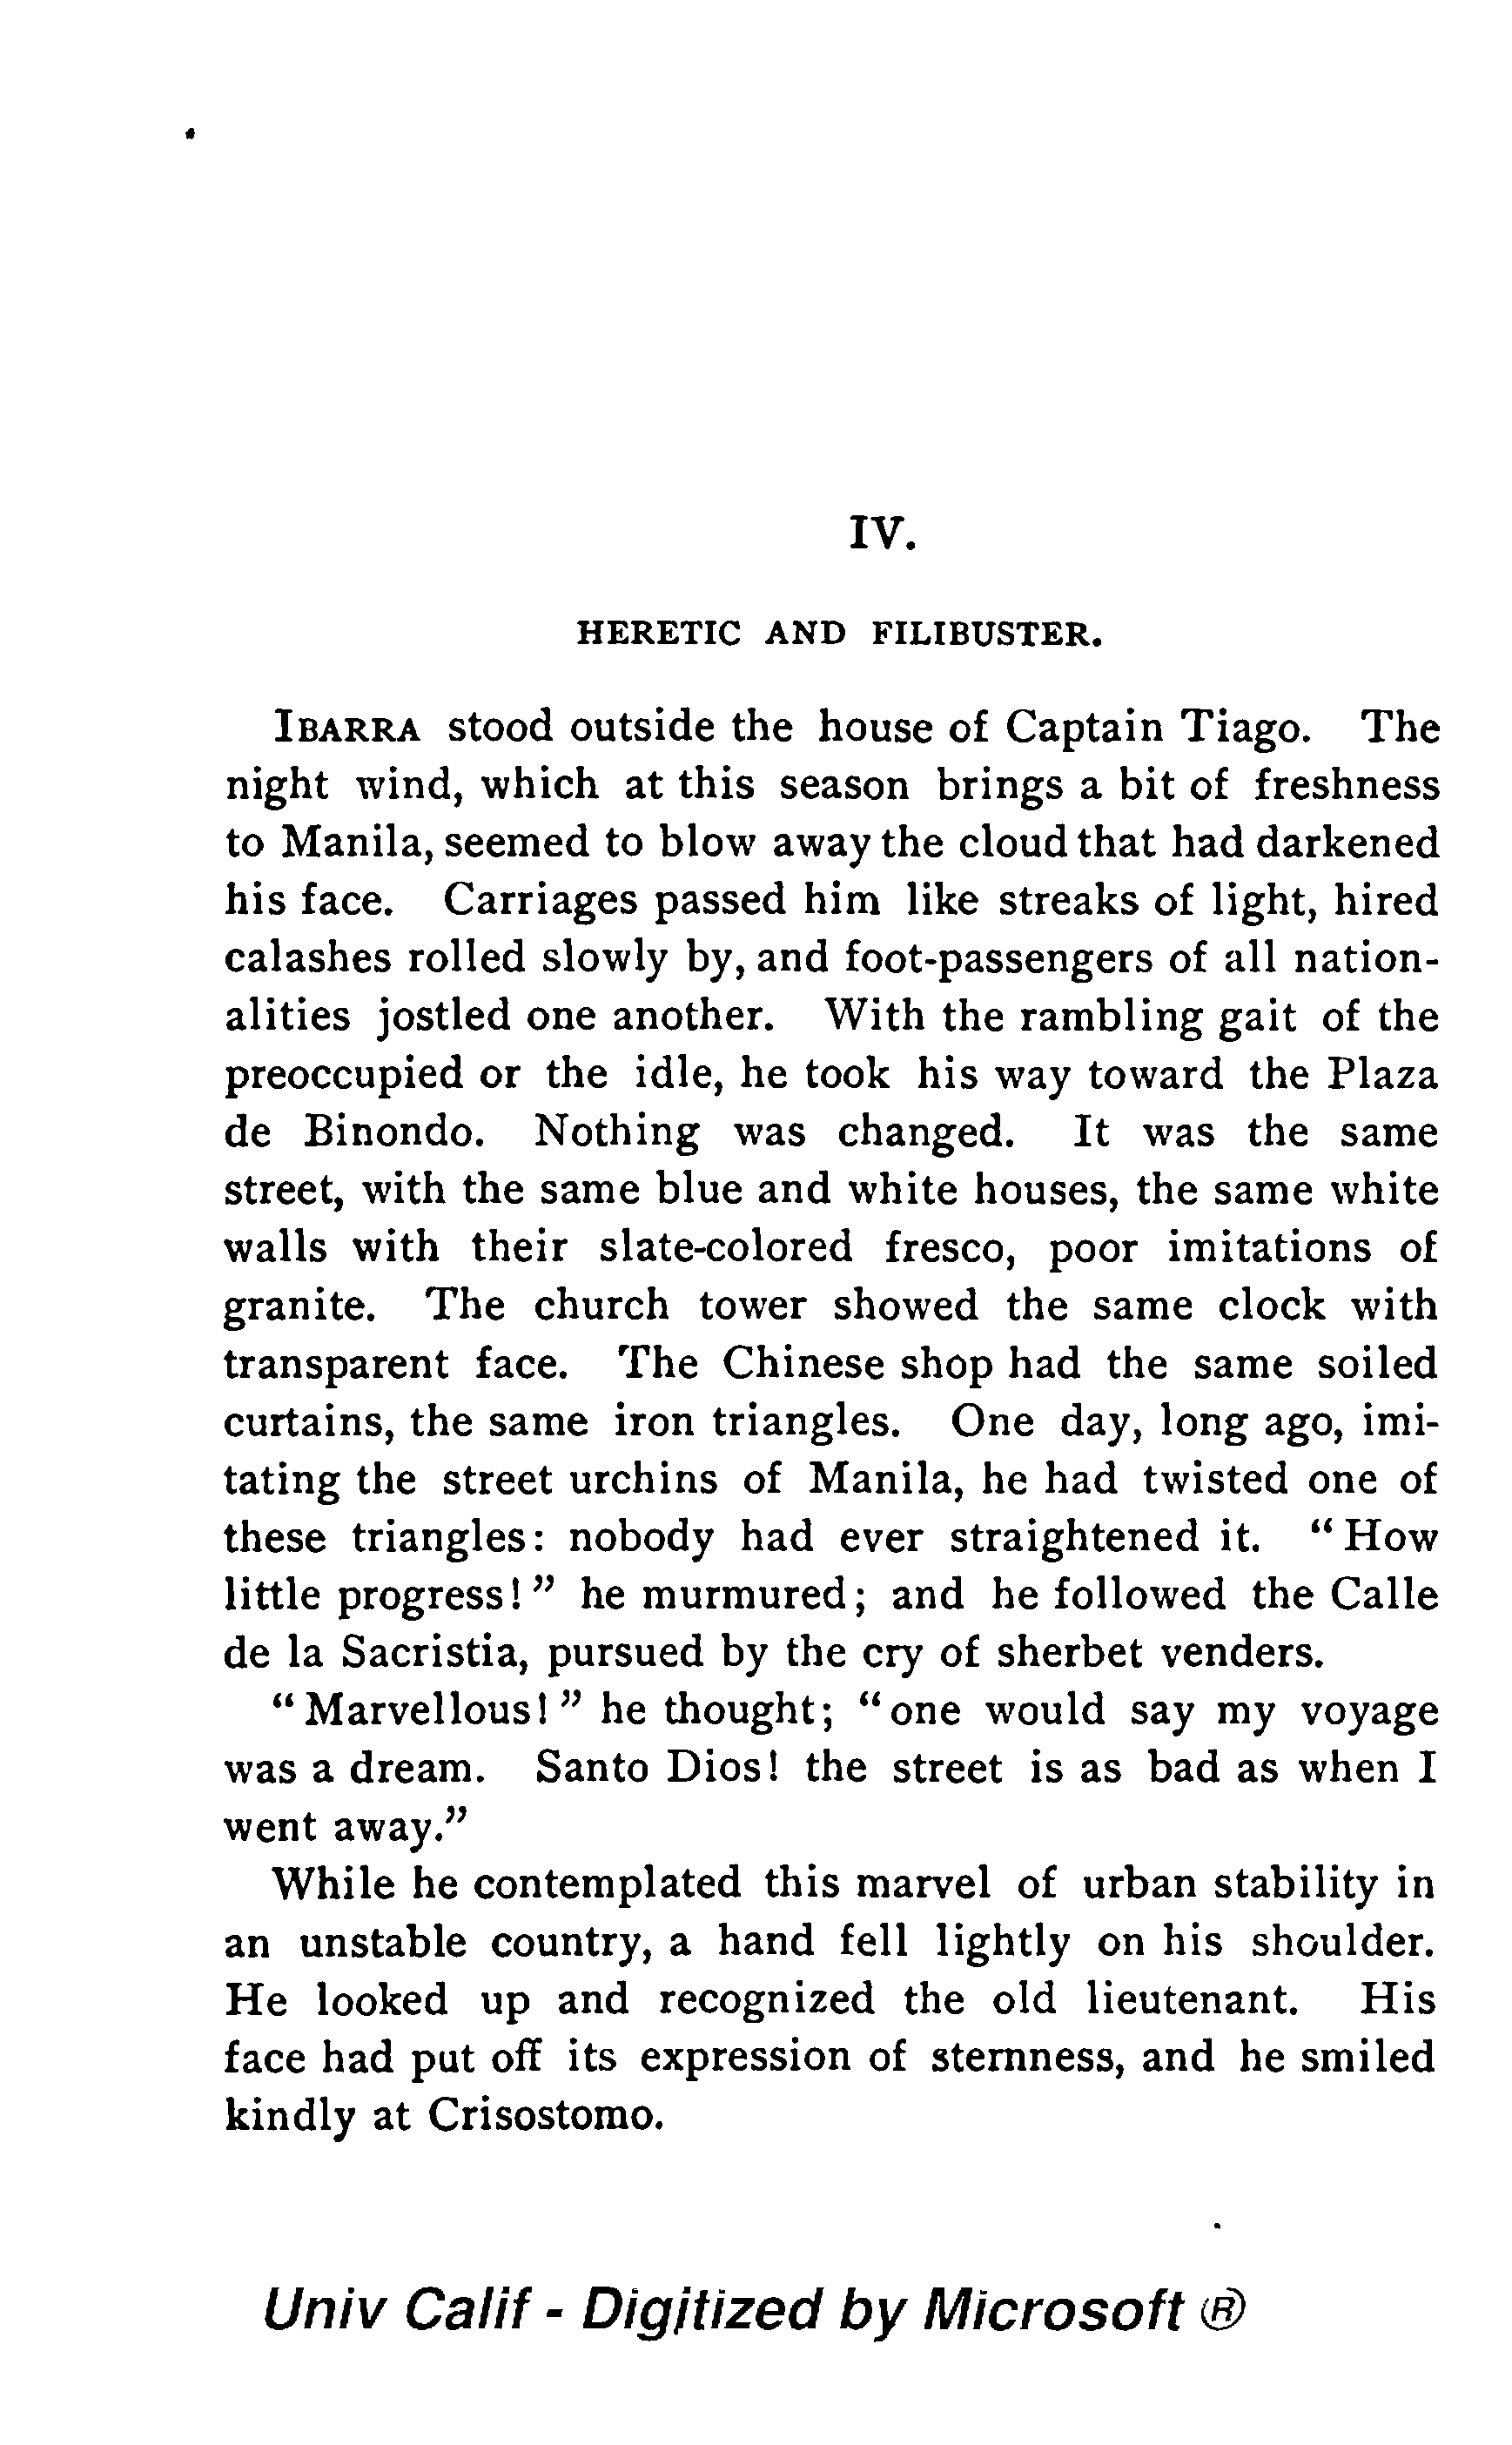 IV.
HERETIC AND FILIBUSTER.
IBARRA stood outside the house of Captain Tiago. The
night wind, which at this season brings a bit of freshness
to Manila, seemed to blow away the cloud that had darkened
his face. Carriages passed him like streaks of light, hired
calashes rolled slowly by, and foot-passengers of all nation-
alities jostled one another. With the rambling gait of the
preoccupied or the idle, he took his way toward the Plaza
de Binondo. Nothing was changed. It was the same
street, with the same blue and white houses, the same white
walls with their slate-colored fresco, poor imitations of
granite. The church tower showed the same clock with
transparent face. The Chinese shop had the same soiled
curtains, the same iron triangles. One day, long ago, imi-
tating the street urchins of Manila, he had twisted one of
these triangles: nobody had ever straightened it. “How
little progress!” he murmured; and he followed the Calle
de la Sacristia, pursued by the cry of sherbet venders.
“Marvellous!” he thought; “one would say my voyage
was a dream. Santo Dios! the street is as bad as when I
went away.”
While he contemplated this marvel of urban stability in
an unstable country, a hand fell lightly on his shoulder.
He looked up and recognized the old lieutenant. His
face had put off its expression of sternness, and he smiled
kindly at Crisostomo.
Univ Calif - Digitized by Microsoft ®